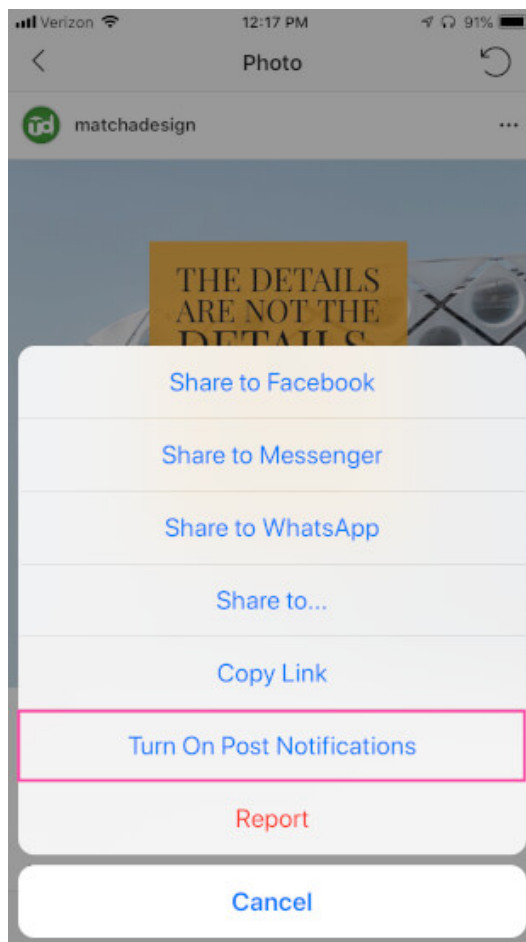 Verizon 12:17 PM 91%
Photo
matchadesign
THE DETAILS
ARE NOT THE
DETAILS
Share to Facebook
Share to Messenger
Share to WhatsApp
Share to...
Copy Link
Turn On Post Notifications
Report
Cancel